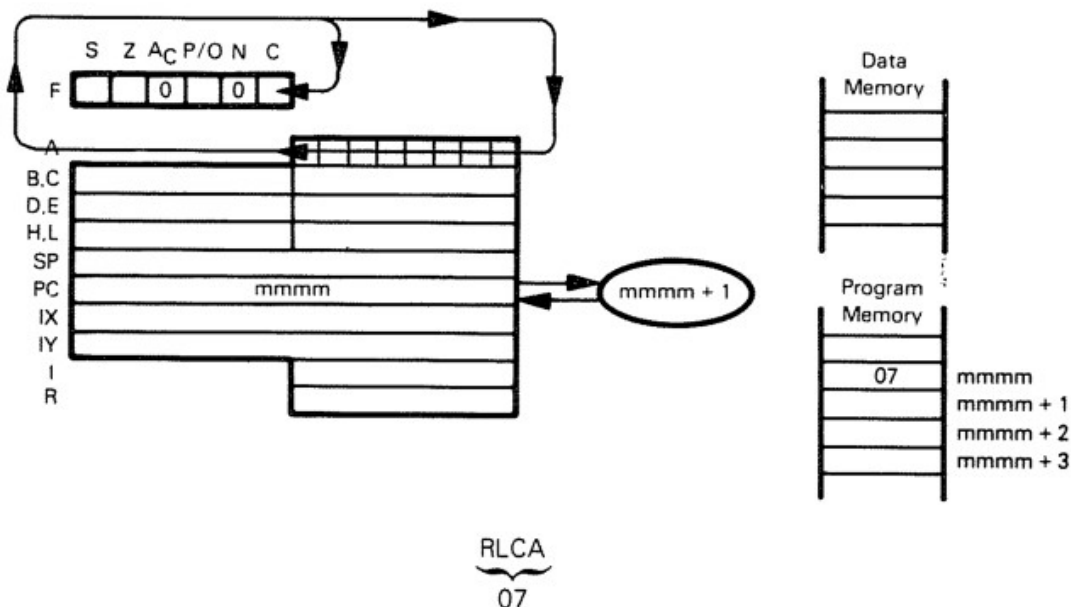 S Z AC P/O N C
F 0 0
A
B,C
D,E
H,L
SP
PC mmmm mmmm + 1
IX
IY
I
R
Data
Memory
Program
Memory
07 mmmm
mmmm + 1
mmmm + 2
mmmm + 3
RLCA
07